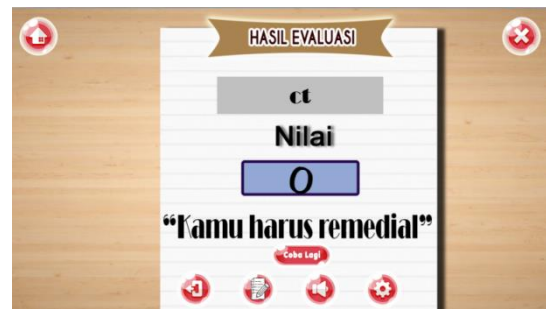 HASIL EVALUASI
ct
Nilai
0
“Kamu harus remedial”
Coba Lagi